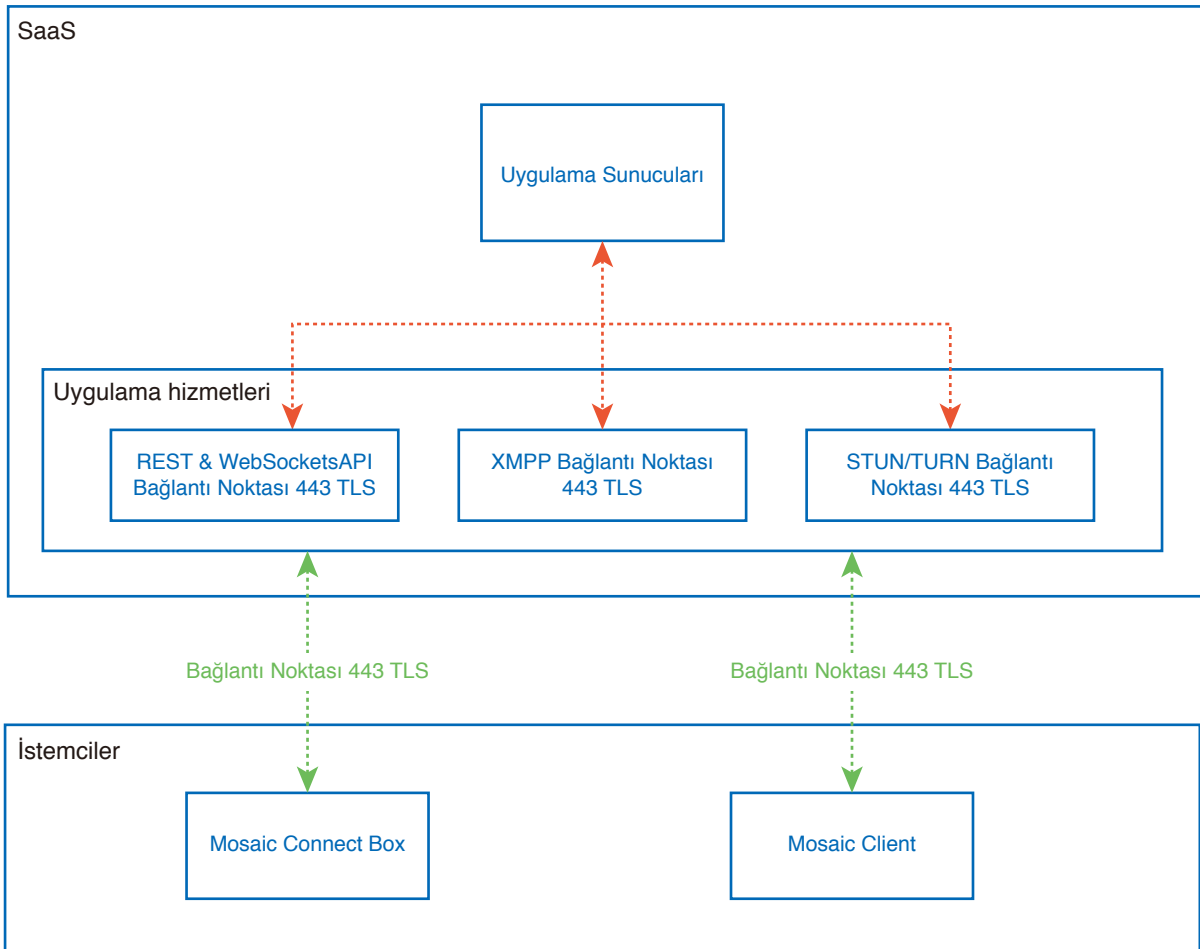 SaaS
Uygulama Sunucuları
Uygulama hizmetleri
REST & WebSocketsAPI
Bağlantı Noktası 443 TLS
XMPP Bağlantı Noktası
443 TLS
STUN/TURN Bağlantı
Noktası 443 TLS
Bağlantı Noktası 443 TLS
Bağlantı Noktası 443 TLS
İstemciler
Mosaic Connect Box
Mosaic Client